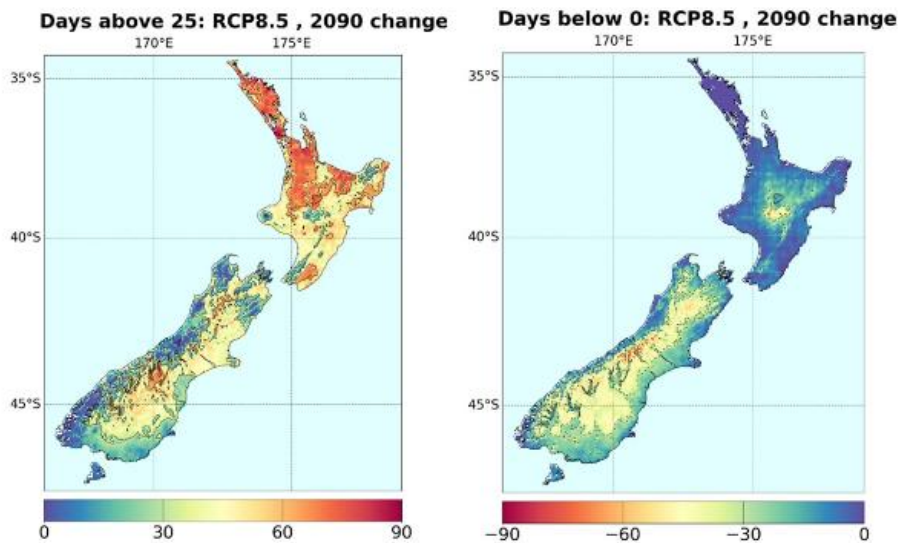 Days above 25: RCP8.5 , 2090 change
170°E 175°E
35°S
40°S
45°S
0 30 60 90
Days below 0: RCP8.5 , 2090 change
170°E 175°E
35°S
40°S
45°S
−90 −60 −30 0